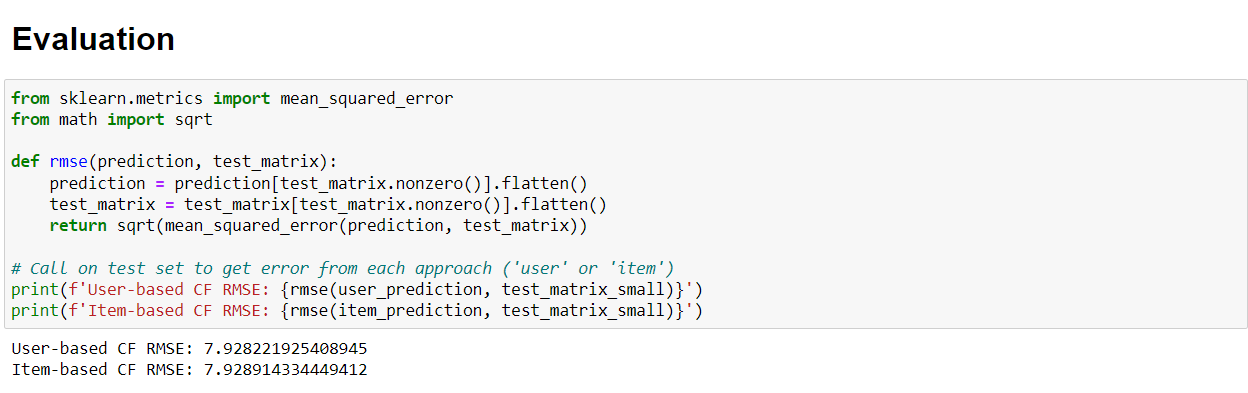 Evaluation
from sklearn.metrics import mean_squared_error
from math import sqrt
def rmse(prediction, test_matrix):
    prediction = prediction[test_matrix.nonzero()].flatten()
    test_matrix = test_matrix[test_matrix.nonzero()].flatten()
    return sqrt(mean_squared_error(prediction, test_matrix))
# Call on test set to get error from each approach ('user' or 'item')
print(f'User-based CF RMSE: {rmse(user_prediction, test_matrix_small)}')
print(f'Item-based CF RMSE: {rmse(item_prediction, test_matrix_small)}')
User-based CF RMSE: 7.928221925408945
Item-based CF RMSE: 7.928914334449412